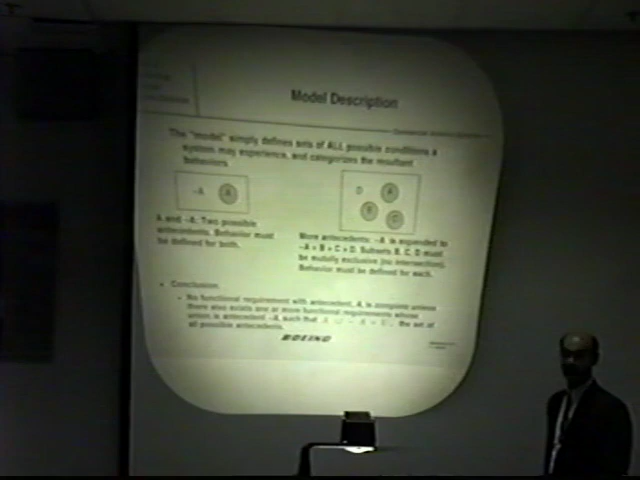 Model Description
The "model" simply defines sets of ALL possible conditions a
system may experience, and categorizes the resultant
behaviors
-A A
D A
B
C
A and -A: Two possible
antecedents. Behavior must
be defined for both.
More antecedents: -A is expanded to
-A = B + C + D. Subsets B, C, D must
be mutually exclusive (no intersection).
Behavior must be defined for each.
• Conclusion
• No functional requirement with antecedent, A, is complete unless
there also exists one or more functional requirements whose
union is antecedent -A, such that
the set of
all possible antecedents.
BOEING